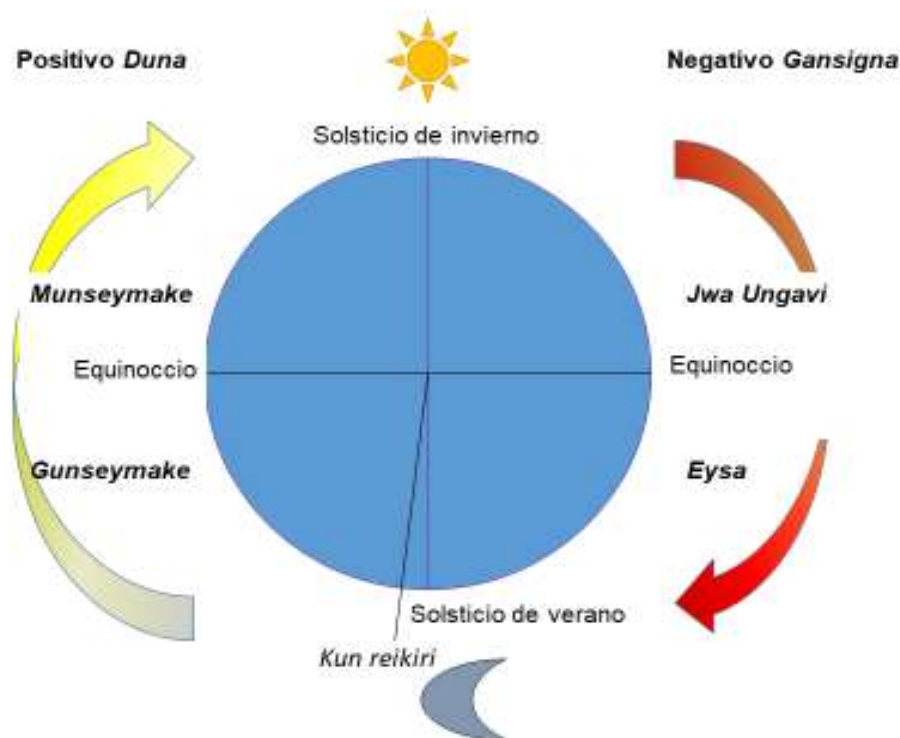 Positivo Duna
Negativo Gansigna
Solsticio de invierno
Munseymake
Jwa Ungavi
Equinoccio
Equinoccio
Gunseymake
Eysa
Solsticio de verano
Kun reikiri